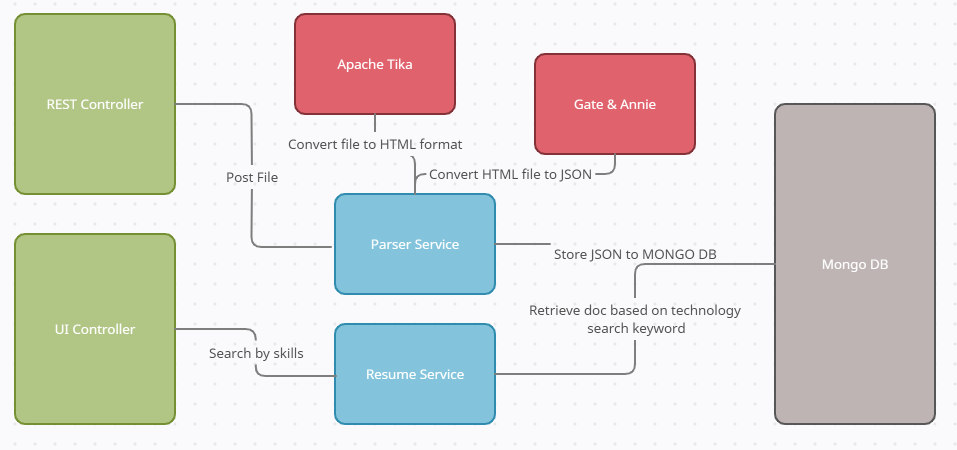 Apache Tika
REST Controller
Gate & Annie
Convert file to HTML format
Post File
Convert HTML file to JSON
Parser Service
Store JSON to MONGO DB
Mongo DB
Retrieve doc based on technology
search keyword
UI Controller
Search by skills
Resume Service